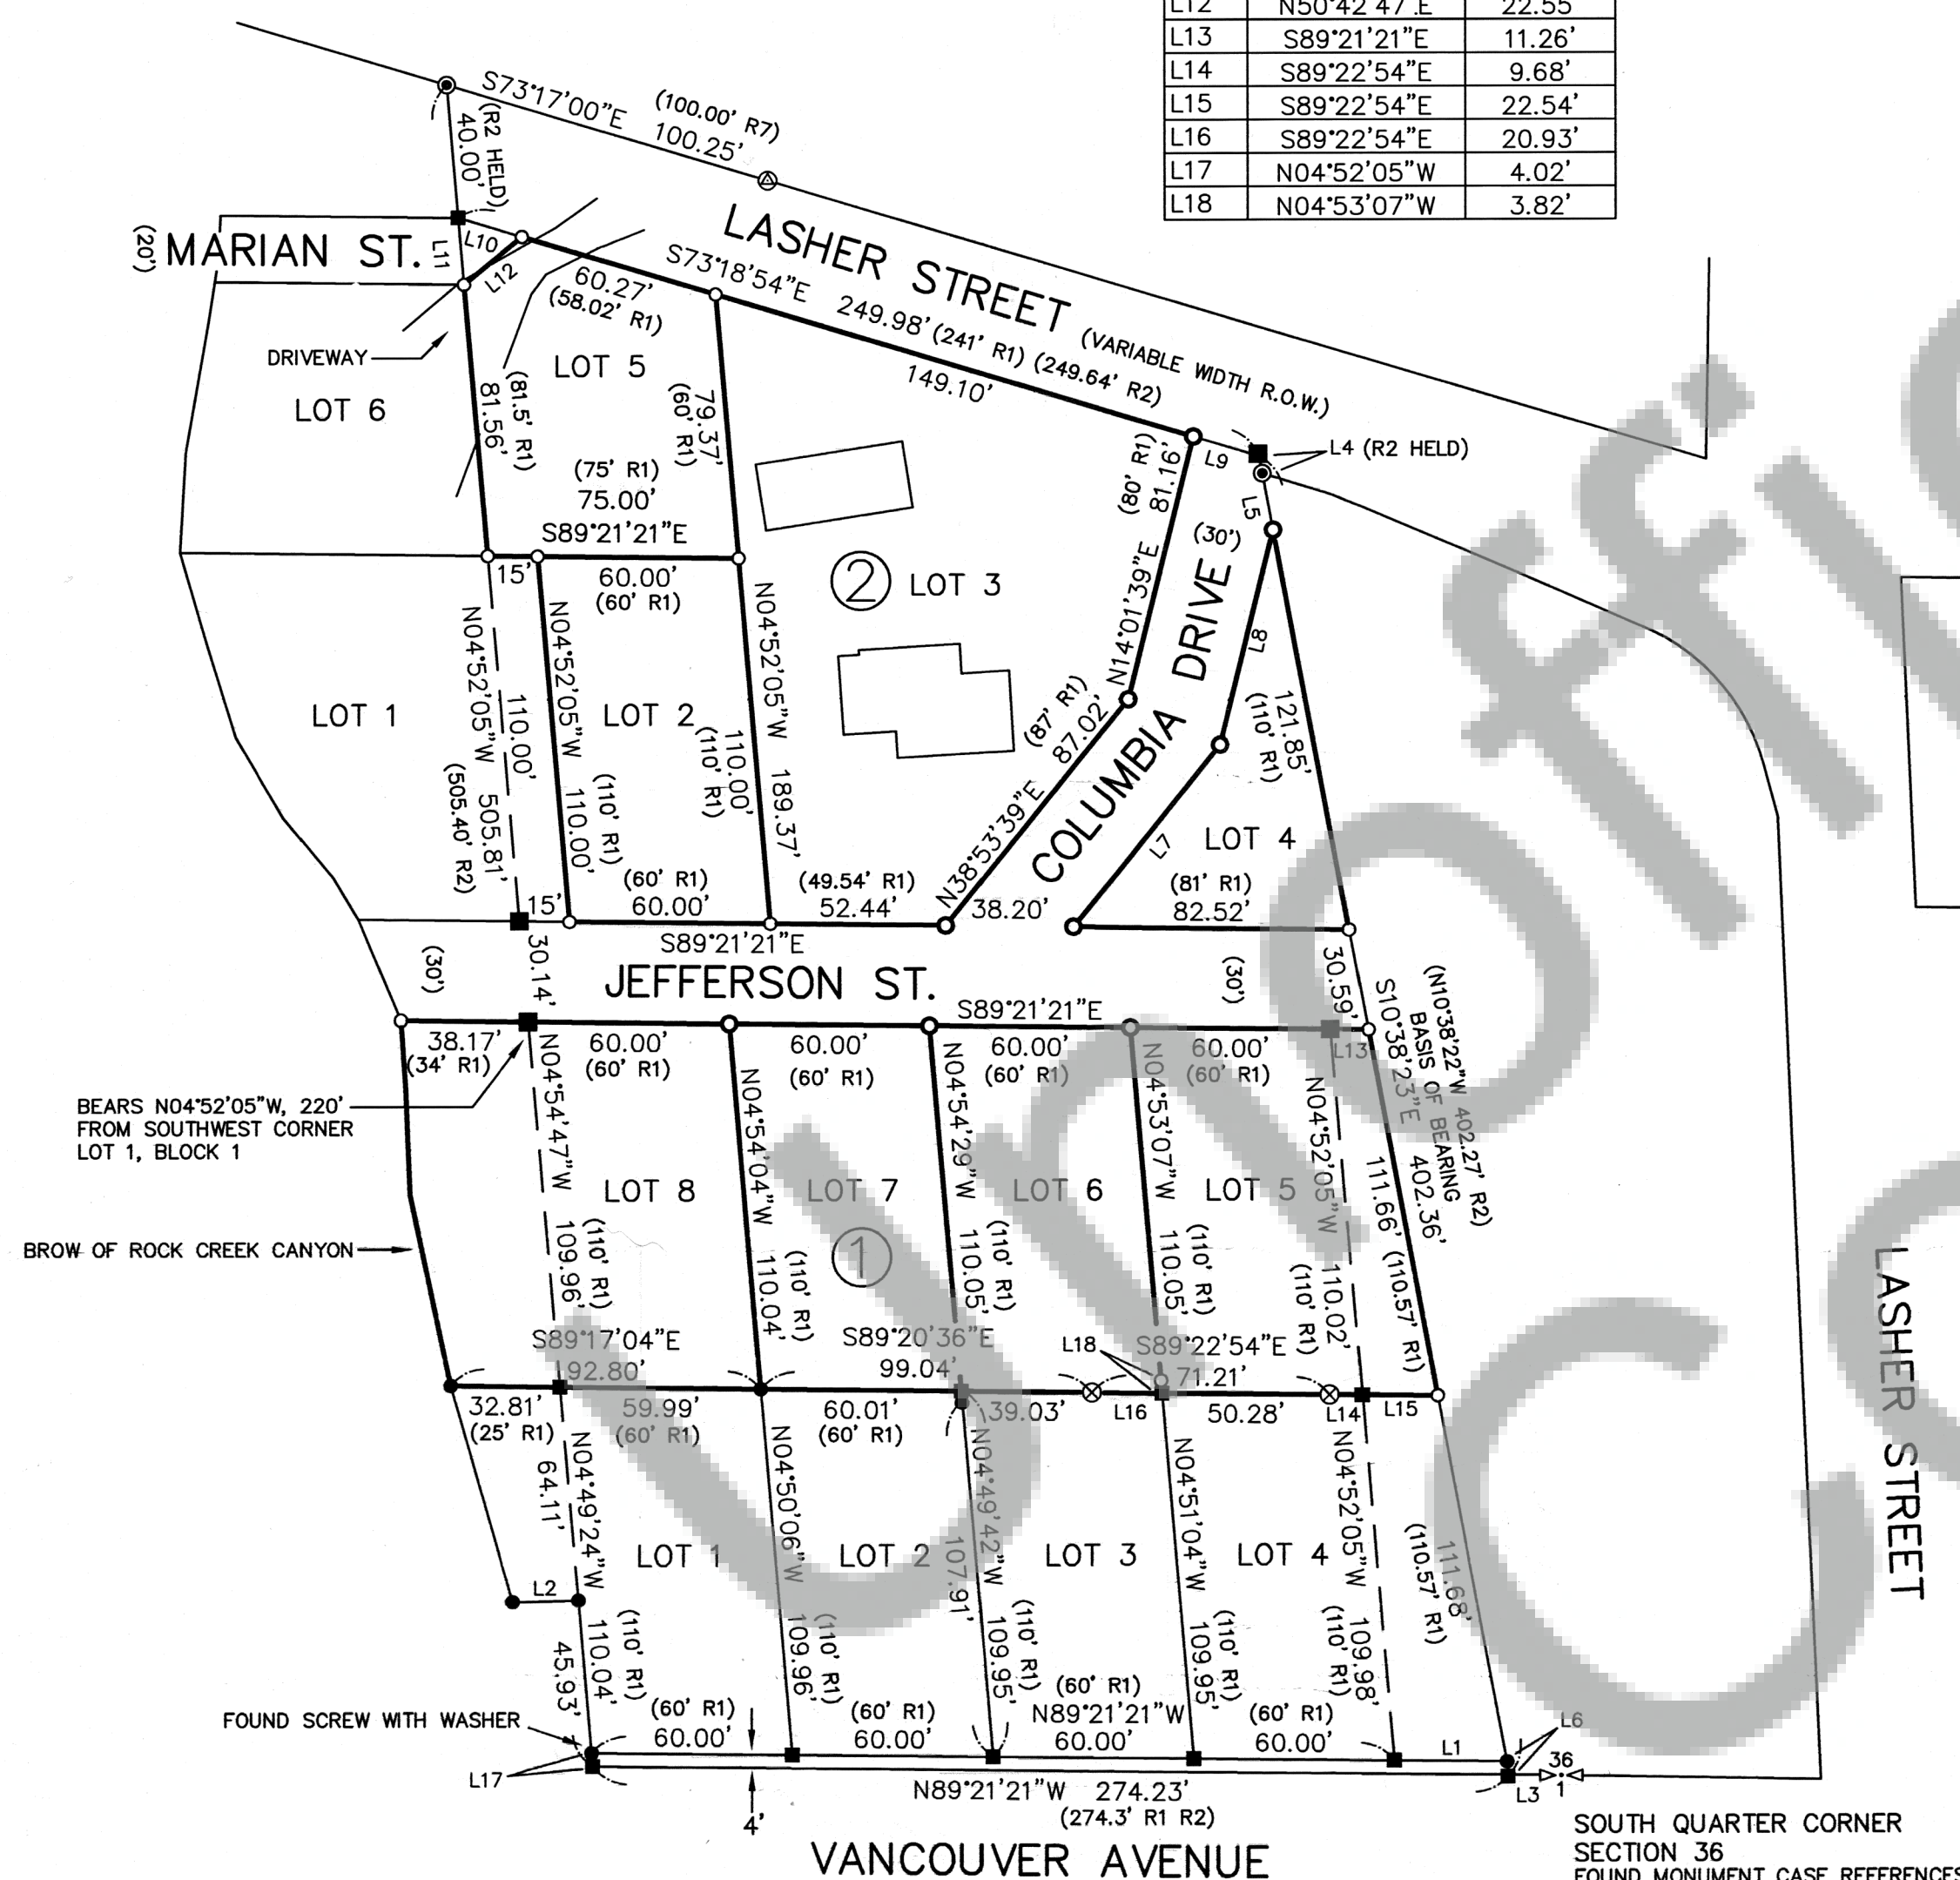 L12 N50°42'47"E 22.55'
L13 S89°21'21"E 11.26'
L14 S89°22'54"E 9.68'
L15 S89°22'54"E 22.54'
L16 S89°22'54"E 20.93'
L17 N04°52'05"W 4.02'
L18 N04°53'07"W 3.82'
S73°17'00"E
(100.00' R7)
100.25'
(R2 HELD)
40.00'
LASHER STREET (VARIABLE WIDTH R.O.W.)
(20')
MARIAN ST.
L11
L10
L12
60.27'
(58.02' R1)
S73°18'54"E 249.98' (241' R1) (249.64' R2)
149.10'
DRIVEWAY
LOT 5
LOT 6
81.56'
(81.5' R1)
79.37'
(60' R1)
(75' R1)
75.00'
S89°21'21"E
L9
L4 (R2 HELD)
L5
(80' R1)
81.16'
N14°01'39"E
(30')
15'
60.00'
(60' R1)
2
LOT 3
COLUMBIA DRIVE
L8
LOT 1
N04°52'05"W 505.81'
(505.40' R2)
110.00'
N04°52'05"W 110.00'
(110' R1)
LOT 2
110.00'
(110' R1)
N04°52'05"W 189.37'
(87' R1)
87.02'
N38°53'39"E
L7
121.85'
(110' R1)
LOT 4
15'
(60' R1)
60.00'
(49.54' R1)
52.44'
38.20'
(81' R1)
82.52'
S89°21'21"E
(30')
30.14'
JEFFERSON ST.
S89°21'21"E
(30')
30.59'
(N10°38'22"W 402.27' R2)
BASIS OF BEARING
S10°38'23"E 402.36'
38.17'
(34' R1)
60.00'
(60' R1)
60.00'
(60' R1)
60.00'
(60' R1)
60.00'
(60' R1)
L13
BEARS N04°52'05"W, 220'
FROM SOUTHWEST CORNER
LOT 1, BLOCK 1
N04°54'47"W 109.96'
(110' R1)
LOT 8
N04°54'04"W 110.04'
(110' R1)
LOT 7
1
N04°54'29"W 110.05'
(110' R1)
LOT 6
N04°53'07"W 110.05'
(110' R1)
LOT 5
N04°52'05"W 110.02'
(110' R1)
111.66' (110.57' R1)
BROW OF ROCK CREEK CANYON
S89°17'04"E
92.80'
S89°20'36"E
99.04'
L18
S89°22'54"E
71.21'
32.81'
(25' R1)
59.99'
(60' R1)
60.01'
(60' R1)
39.03'
L16
50.28'
L14
L15
64.11'
N04°49'24"W 110.04'
(110' R1)
L2
45.93'
LOT 1
N04°50'06"W 109.96'
(110' R1)
LOT 2
107.91'
N04°49'42"W 109.95'
(110' R1)
LOT 3
N04°51'04"W 109.95'
(110' R1)
LOT 4
N04°52'05"W 109.98'
(110' R1)
111.68'
(110.57' R1)
LASHER STREET
FOUND SCREW WITH WASHER
(60' R1)
60.00'
(60' R1)
60.00'
(60' R1)
N89°21'21"W
60.00'
(60' R1)
60.00'
L1
L6
L17
4'
N89°21'21"W 274.23'
(274.3' R1 R2)
L3
36
1
VANCOUVER AVENUE
SOUTH QUARTER CORNER
SECTION 36
FOUND MONUMENT CASE REFERENCES
Unoffic
C